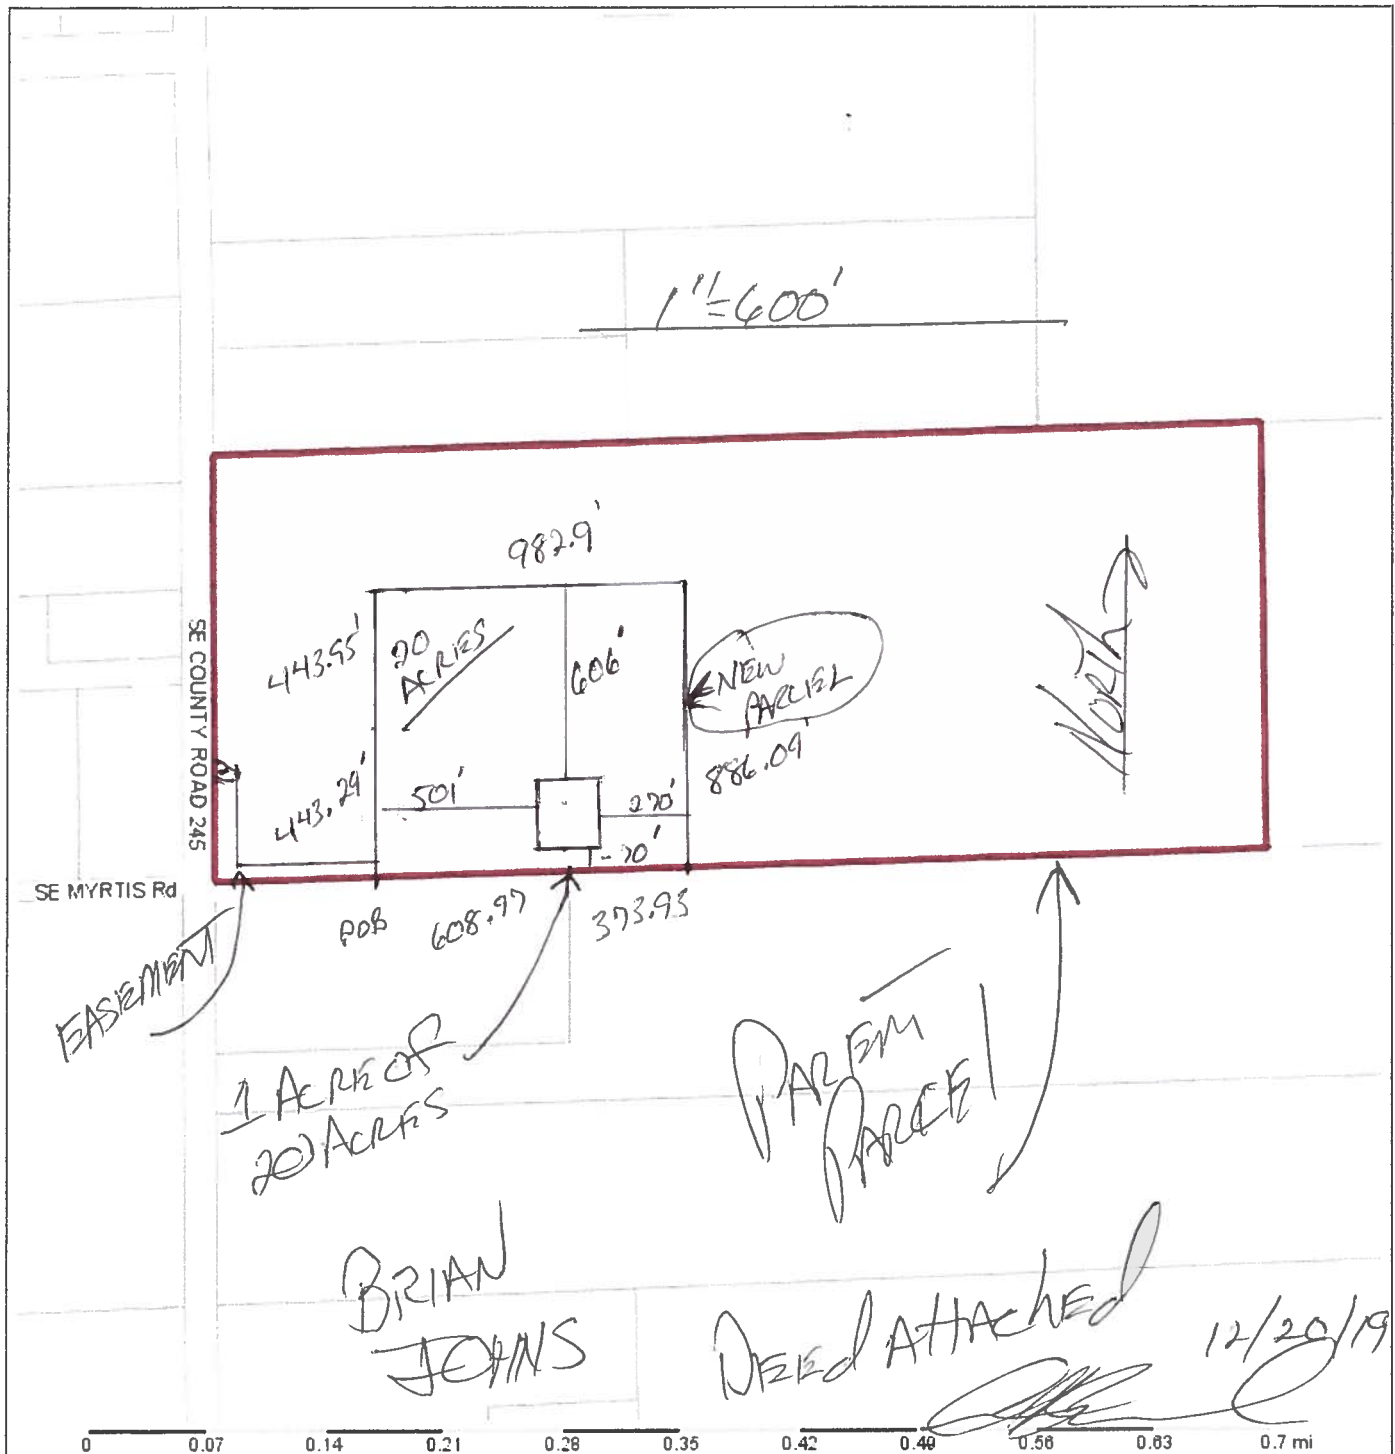 1"=600'
982.9'
443.95'
20
ACRES
606'
NEW
PARCEL
North
SE COUNTY ROAD 245
443.29'
501'
270'
886.09'
SE MYRTIS Rd
POB
608.97
373.93
EASEMENT
1 ACRE OF
20 ACRES
PARENT
PARCEL
BRIAN
JOHNS
DEEd AttACHED
12/20/19
0 0.07 0.14 0.21 0.28 0.35 0.42 0.49 0.56 0.63 0.7 mi